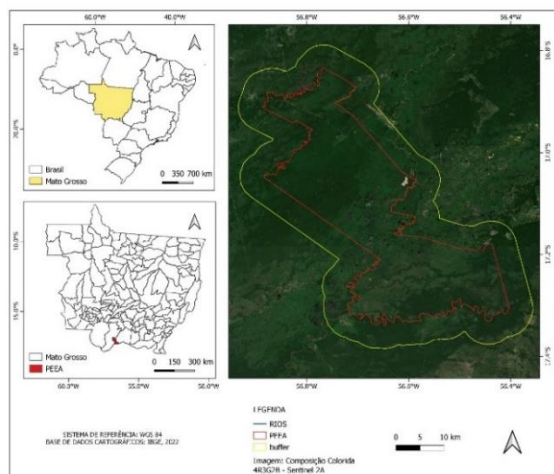 60.0°W 40.0°W
0.0°
20.0°S
Brasil
Mato Grosso
0 350 700 km
10.0°S
15.0°S
Mato Grosso
PEEA
0 150 300 km
60.0°W 55.0°W 50.0°W
SISTEMA DE REFERÊNCIA: WGS 84
BASE DE DADOS CARTOGRÁFICOS: IBGE, 2022
56.8°W 56.6°W 56.4°W
16.8°S
17.0°S
17.2°S
17.4°S
56.8°W 56.6°W 56.4°W
LEGENDA
RIOS
PEEA
buffer
Imagem: Composição Colorida
4R3G2B - Sentinel 2A
0 5 10 km